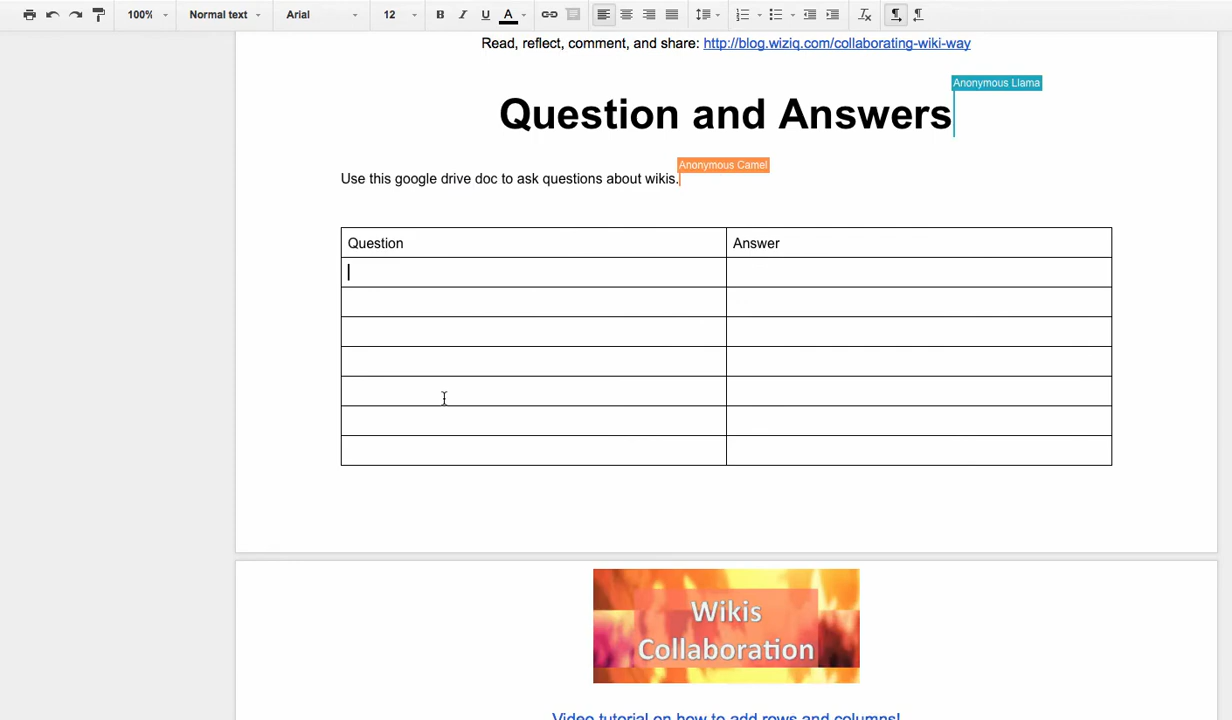 100% Normal text Arial 12 B I U A
Read, reflect, comment, and share: http://blog.wiziq.com/collaborating-wiki-way
Anonymous Llama
Question and Answers
Anonymous Camel
Use this google drive doc to ask questions about wikis.
Question Answer
Wikis
Collaboration
Video tutorial on how to add rows and columns!